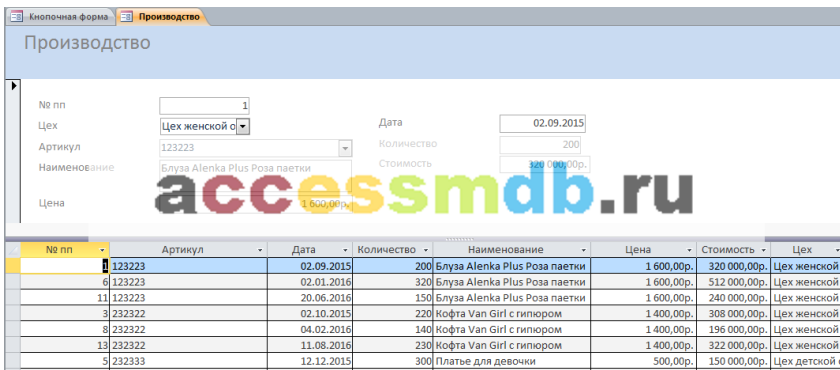 Кнопочная форма Производство
Производство
№ пп 1
Цех Цех женской о Дата 02.09.2015
Артикул 123223 Количество 200
Наименование Блуза Alenka Plus Роза паетки Стоимость 320 000,00р.
accessmdb.ru
Цена 1 600,00р.
№ пп Артикул Дата Количество Наименование Цена Стоимость Цех
1 123223 02.09.2015 200 Блуза Alenka Plus Роза паетки 1 600,00р. 320 000,00р. Цех женской
6 123223 02.01.2016 320 Блуза Alenka Plus Роза паетки 1 600,00р. 512 000,00р. Цех женской
11 123223 20.06.2016 150 Блуза Alenka Plus Роза паетки 1 600,00р. 240 000,00р. Цех женской
3 232322 02.10.2015 220 Кофта Van Girl с гипюром 1 400,00р. 308 000,00р. Цех женской
8 232322 04.02.2016 140 Кофта Van Girl с гипюром 1 400,00р. 196 000,00р. Цех женской
13 232322 11.08.2016 230 Кофта Van Girl с гипюром 1 400,00р. 322 000,00р. Цех женской
5 232333 12.12.2015 300 Платье для девочки 500,00р. 150 000,00р. Цех детской